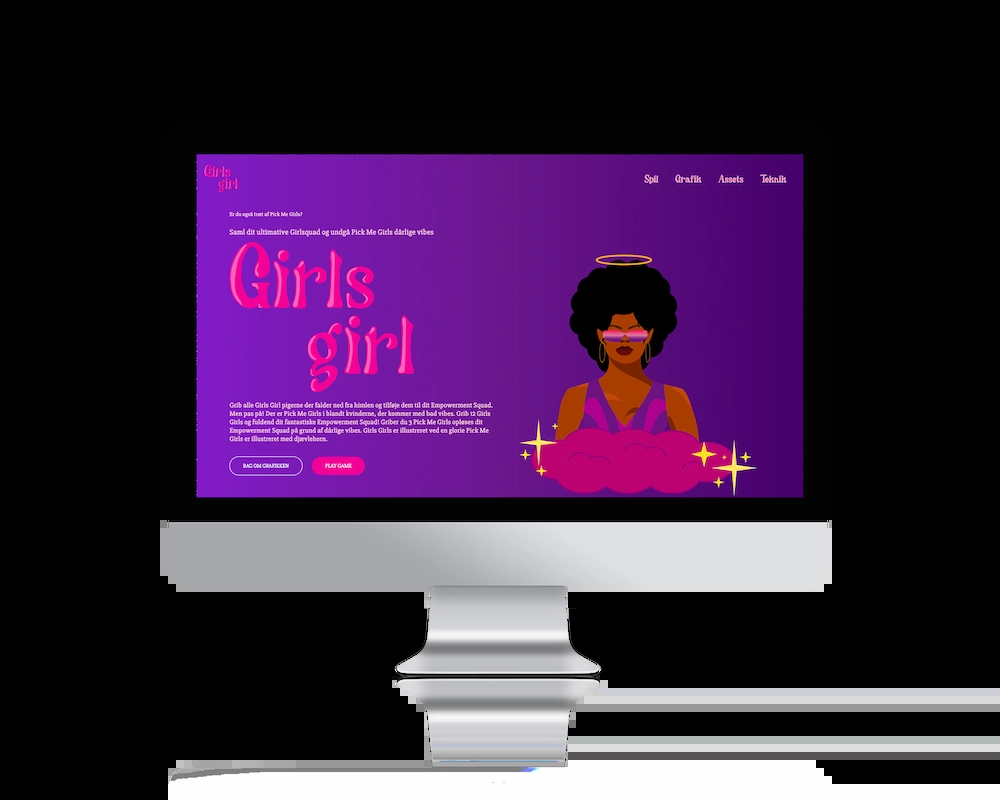 Girls
girl
Spil Grafik Assets Teknik
Er du også træt af Pick Me Girls?
Saml dit ultimative Girlsquad og undgå Pick Me Girls dårlige vibes
Girls
girl
Grib alle Girls Girl pigerne der falder ned fra himlen og tilføje dem til dit Empowerment Squad.
Men pas på! Der er Pick Me Girls i blandt kvinderne, der kommer med bad vibes. Grib 12 Girls
Girls og fuldend dit fantastiske Empowerment Squad! Griber du 3 Pick Me Girls opløses dit
Empowerment Squad på grund af dårlige vibes. Girls Girls er illustreret ved en glorie Pick Me
Girls er illustreret med djævlehorn.
BAG OM GRAFIKKEN PLAY GAME